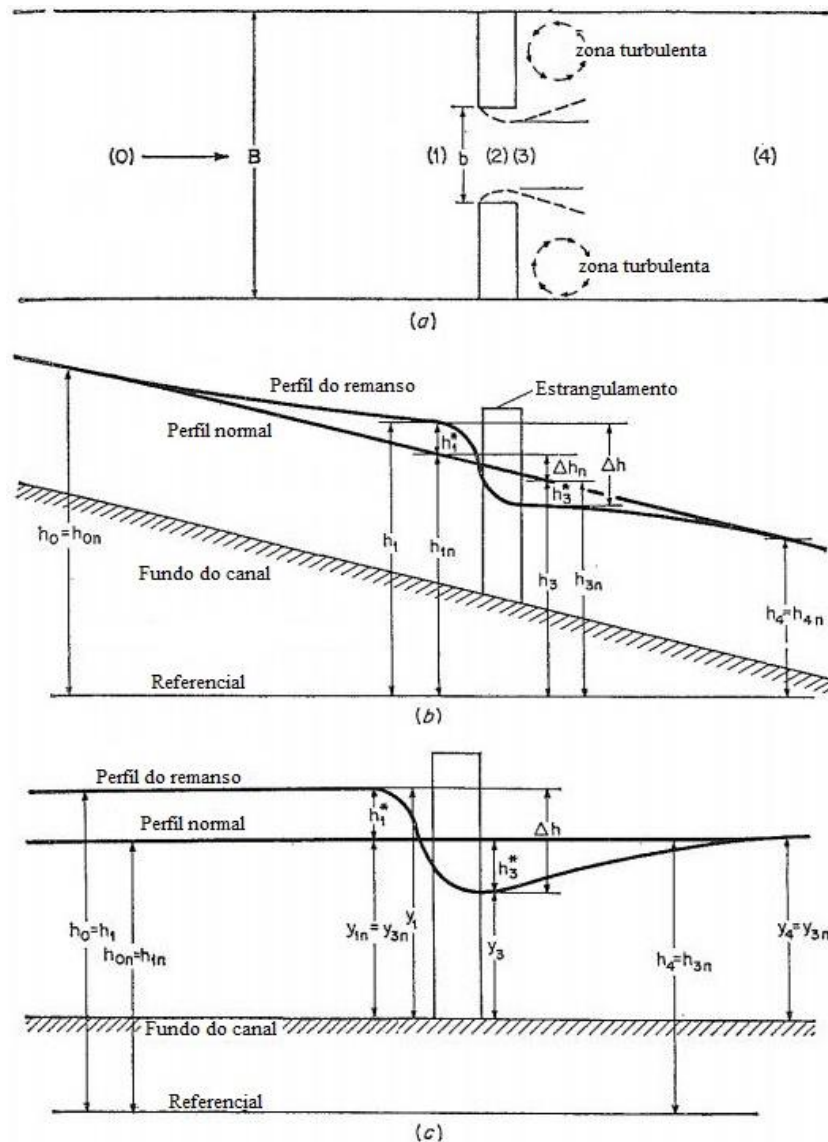 zona turbulenta
(0)
B
(1)
b
(2)
(3)
(4)
zona turbulenta
(a)
Perfil do remanso
Estrangulamento
Perfil normal
h₁*
Δhₙ
Δh
h₃*
h₀=h₀ₙ
h₁
h₁ₙ
h₃
h₃ₙ
h₄=h₄ₙ
Fundo do canal
Referencial
(b)
Perfil do remanso
h₁*
Δh
Perfil normal
h₃*
h₀=h₁
h₀ₙ=h₁ₙ
y₁ₙ=y₃ₙ
y₁
y₃
h₄=h₃ₙ
y₄=y₃ₙ
Fundo do canal
Referencial
(c)